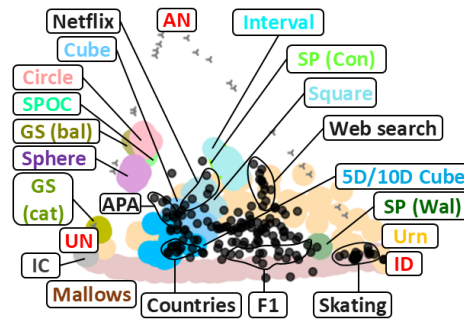 Netflix
AN
Interval
Cube
SP (Con)
Circle
Square
SPOC
GS (bal)
Web search
Sphere
5D/10D Cube
GS
(cat)
APA
SP (Wal)
UN
Urn
IC
ID
Mallows
Countries
F1
Skating